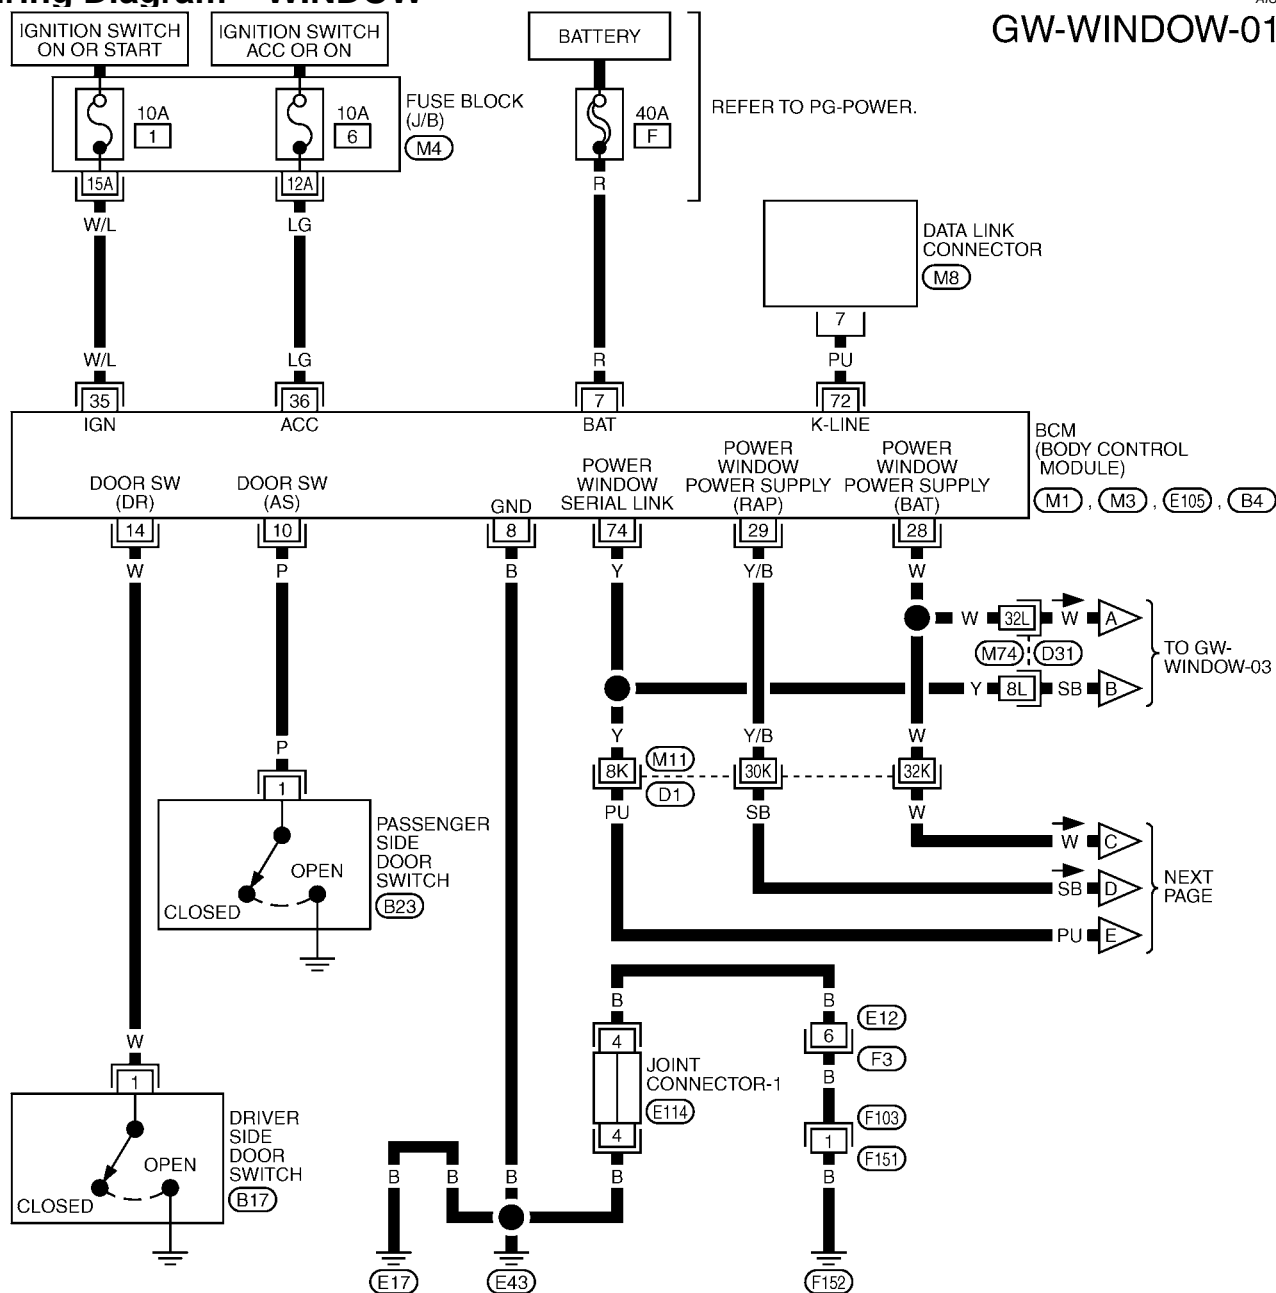 Wiring Diagram – WINDOW
GW-WINDOW-01
IGNITION SWITCH
ON OR START
IGNITION SWITCH
ACC OR ON
BATTERY
10A
1
10A
6
FUSE BLOCK
(J/B)
M4
40A
F
REFER TO PG-POWER.
15A
12A
R
W/L
LG
DATA LINK
CONNECTOR
M8
7
W/L
LG
R
PU
35
36
7
72
IGN
ACC
BAT
K-LINE
BCM
(BODY CONTROL
MODULE)
M1 , M3 , E105 , B4
DOOR SW
(DR)
DOOR SW
(AS)
GND
POWER
WINDOW
SERIAL LINK
POWER
WINDOW
POWER SUPPLY
(RAP)
POWER
WINDOW
POWER SUPPLY
(BAT)
14
10
8
74
29
28
W
P
B
Y
Y/B
W
W
32L
W
A
M74
D31
TO GW-
WINDOW-03
Y
8L
SB
B
P
Y
Y/B
W
1
8K
M11
D1
30K
32K
PU
SB
W
PASSENGER
SIDE
DOOR
SWITCH
B23
OPEN
CLOSED
W
C
SB
D
PU
E
NEXT
PAGE
B
B
W
4
6
E12
F3
B
JOINT
CONNECTOR-1
E114
1
4
1
F103
F151
DRIVER
SIDE
DOOR
SWITCH
B17
OPEN
CLOSED
B
B
B
B
B
E17
E43
F152